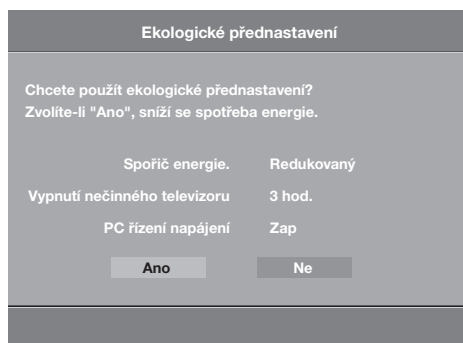 Ekologické přednastavení
Chcete použít ekologické přednastavení?
Zvolíte-li "Ano", sníží se spotřeba energie.
Spořič energie. Redukovaný
Vypnutí nečinného televizoru 3 hod.
PC řízení napájení Zap
Ano Ne